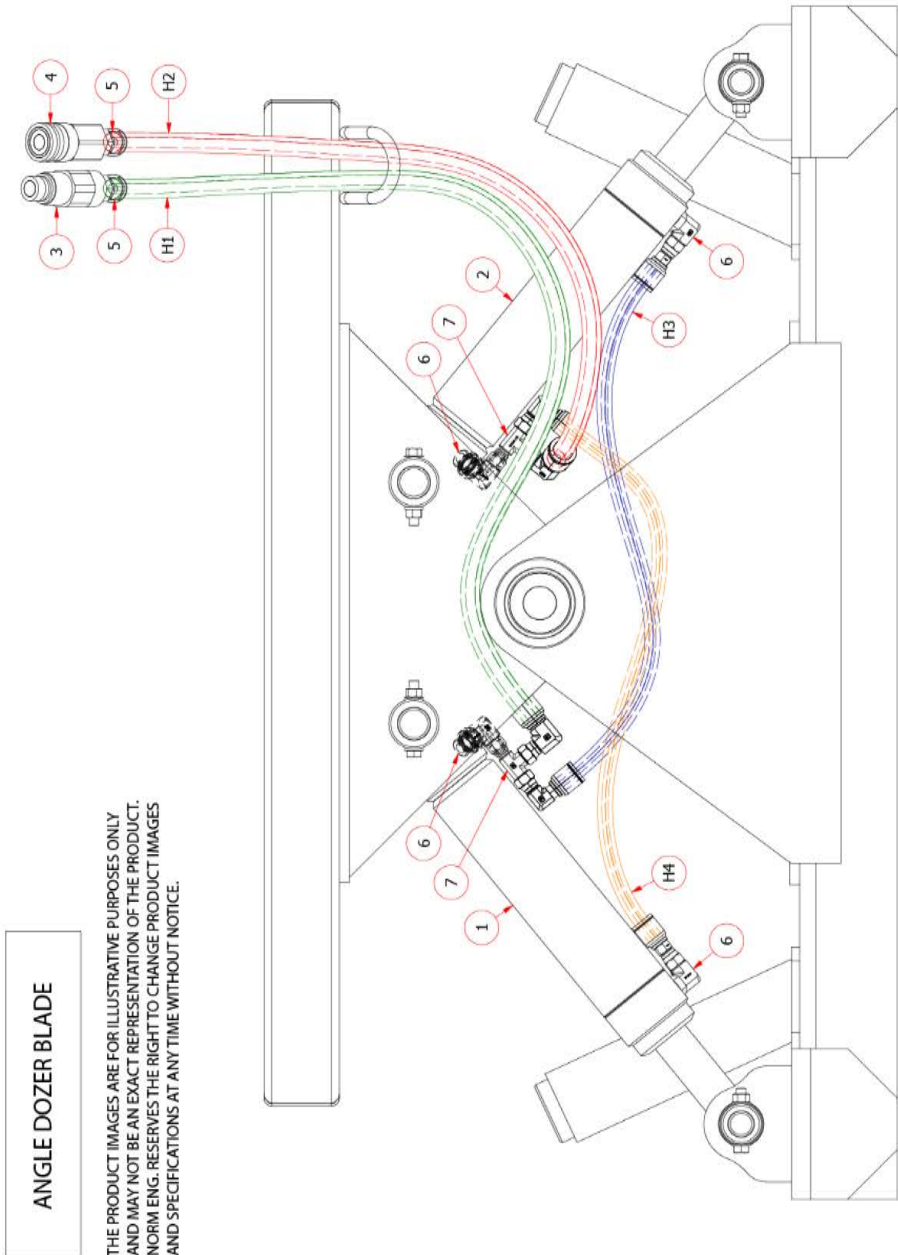 ANGLE DOZER BLADE
THE PRODUCT IMAGES ARE FOR ILLUSTRATIVE PURPOSES ONLY
AND MAY NOT BE AN EXACT REPRESENTATION OF THE PRODUCT.
NORM ENG. RESERVES THE RIGHT TO CHANGE PRODUCT IMAGES
AND SPECIFICATIONS AT ANY TIME WITHOUT NOTICE.
3
4
5
5
H1
H2
6
6
7
7
1
2
H4
H3
6
6